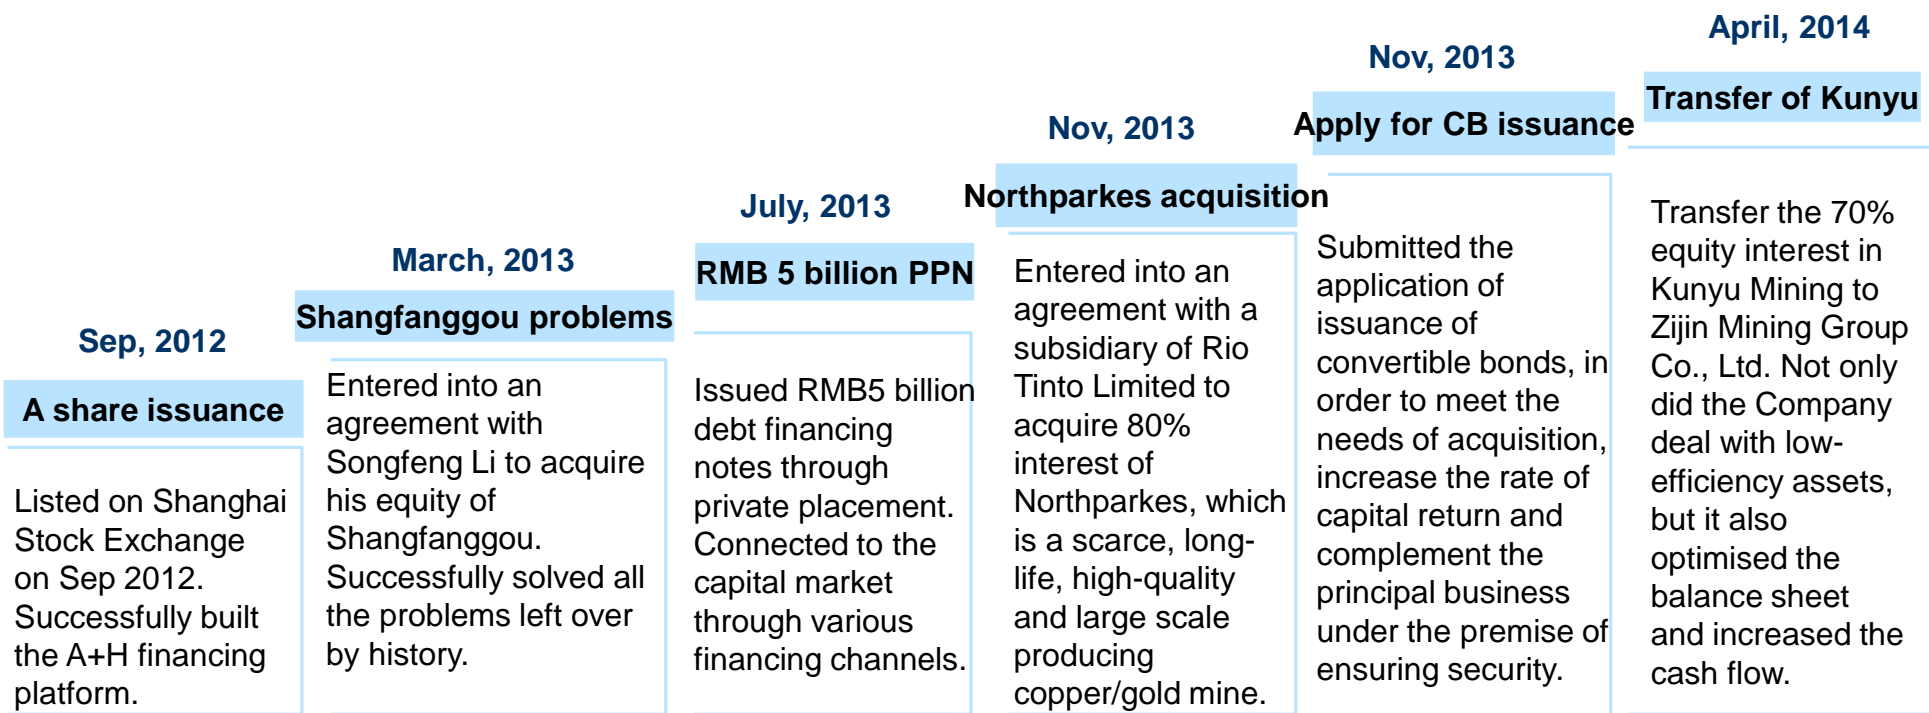 Sep, 2012
A share issuance
Listed on Shanghai
Stock Exchange
on Sep 2012.
Successfully built
the A+H financing
platform.
March, 2013
Shangfanggou problems
Entered into an
agreement with
Songfeng Li to acquire
his equity of
Shangfanggou.
Successfully solved all
the problems left over
by history.
July, 2013
RMB 5 billion PPN
Issued RMB5 billion
debt financing
notes through
private placement.
Connected to the
capital market
through various
financing channels.
Nov, 2013
Northparkes acquisition
Entered into an
agreement with a
subsidiary of Rio
Tinto Limited to
acquire 80%
interest of
Northparkes, which
is a scarce, long-
life, high-quality
and large scale
producing
copper/gold mine.
Nov, 2013
Apply for CB issuance
Submitted the
application of
issuance of
convertible bonds, in
order to meet the
needs of acquisition,
increase the rate of
capital return and
complement the
principal business
under the premise of
ensuring security.
April, 2014
Transfer of Kunyu
Transfer the 70%
equity interest in
Kunyu Mining to
Zijin Mining Group
Co., Ltd. Not only
did the Company
deal with low-
efficiency assets,
but it also
optimised the
balance sheet
and increased the
cash flow.